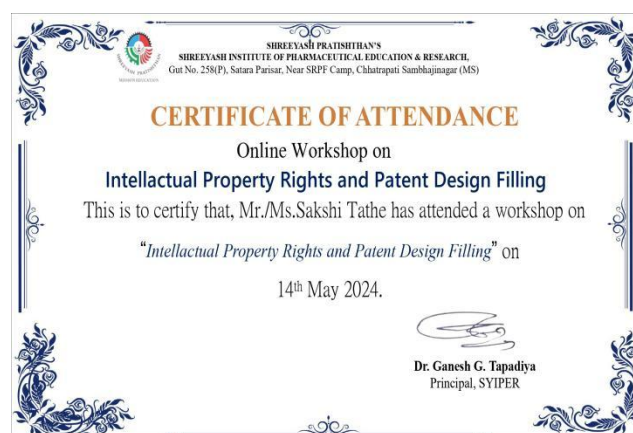 SHREEYASH PRATISHTHAN'S
SHREEYASH INSTITUTE OF PHARMACEUTICAL EDUCATION & RESEARCH,
Gut No. 258(P), Satara Parisar, Near SRPF Camp, Chhatrapati Sambhajinagar (MS)
CERTIFICATE OF ATTENDANCE
Online Workshop on
Intellactual Property Rights and Patent Design Filling
This is to certify that, Mr./Ms.Sakshi Tathe has attended a workshop on
“Intellactual Property Rights and Patent Design Filling” on
14th May 2024.
Dr. Ganesh G. Tapadiya
Principal, SYIPER